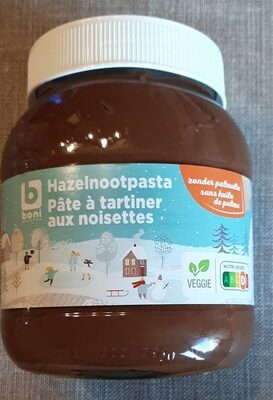 boni
Hazelnootpasta
Pâte à tartiner
aux noisettes
zonder palmolie
sans huile
de palme
VEGGIE
NUTRI-SCORE
A B C D E